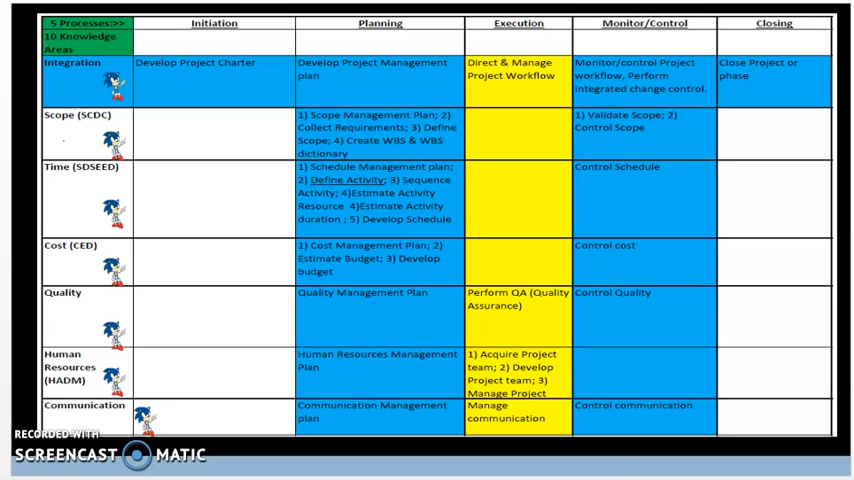 5 Processes:>>
Initiation
Planning
Execution
Monitor/Control
Closing
10 Knowledge
Areas
Integration
Develop Project Charter
Develop Project Management
plan
Direct & Manage
Project Workflow
Monitor/control Project
workflow, Perform
integrated change control.
Close Project or
phase
Scope (SCDC)
1) Scope Management Plan; 2)
Collect Requirements; 3) Define
Scope; 4) Create WBS & WBS
dictionary
1) Validate Scope; 2)
Control Scope
Time (SDSEED)
1) Schedule Management plan;
2) Define Activity; 3) Sequence
Activity; 4)Estimate Activity
Resource 4)Estimate Activity
duration ; 5) Develop Schedule
Control Schedule
Cost (CED)
1) Cost Management Plan; 2)
Estimate Budget; 3) Develop
budget
Control cost
Quality
Quality Management Plan
Perform QA (Quality
Assurance)
Control Quality
Human
Resources
(HADM)
Human Resources Management
Plan
1) Acquire Project
team; 2) Develop
Project team; 3)
Manage Project
Communication
Communication Management
plan
Manage
communication
Control communication
RECORDED WITH
SCREENCAST MATIC